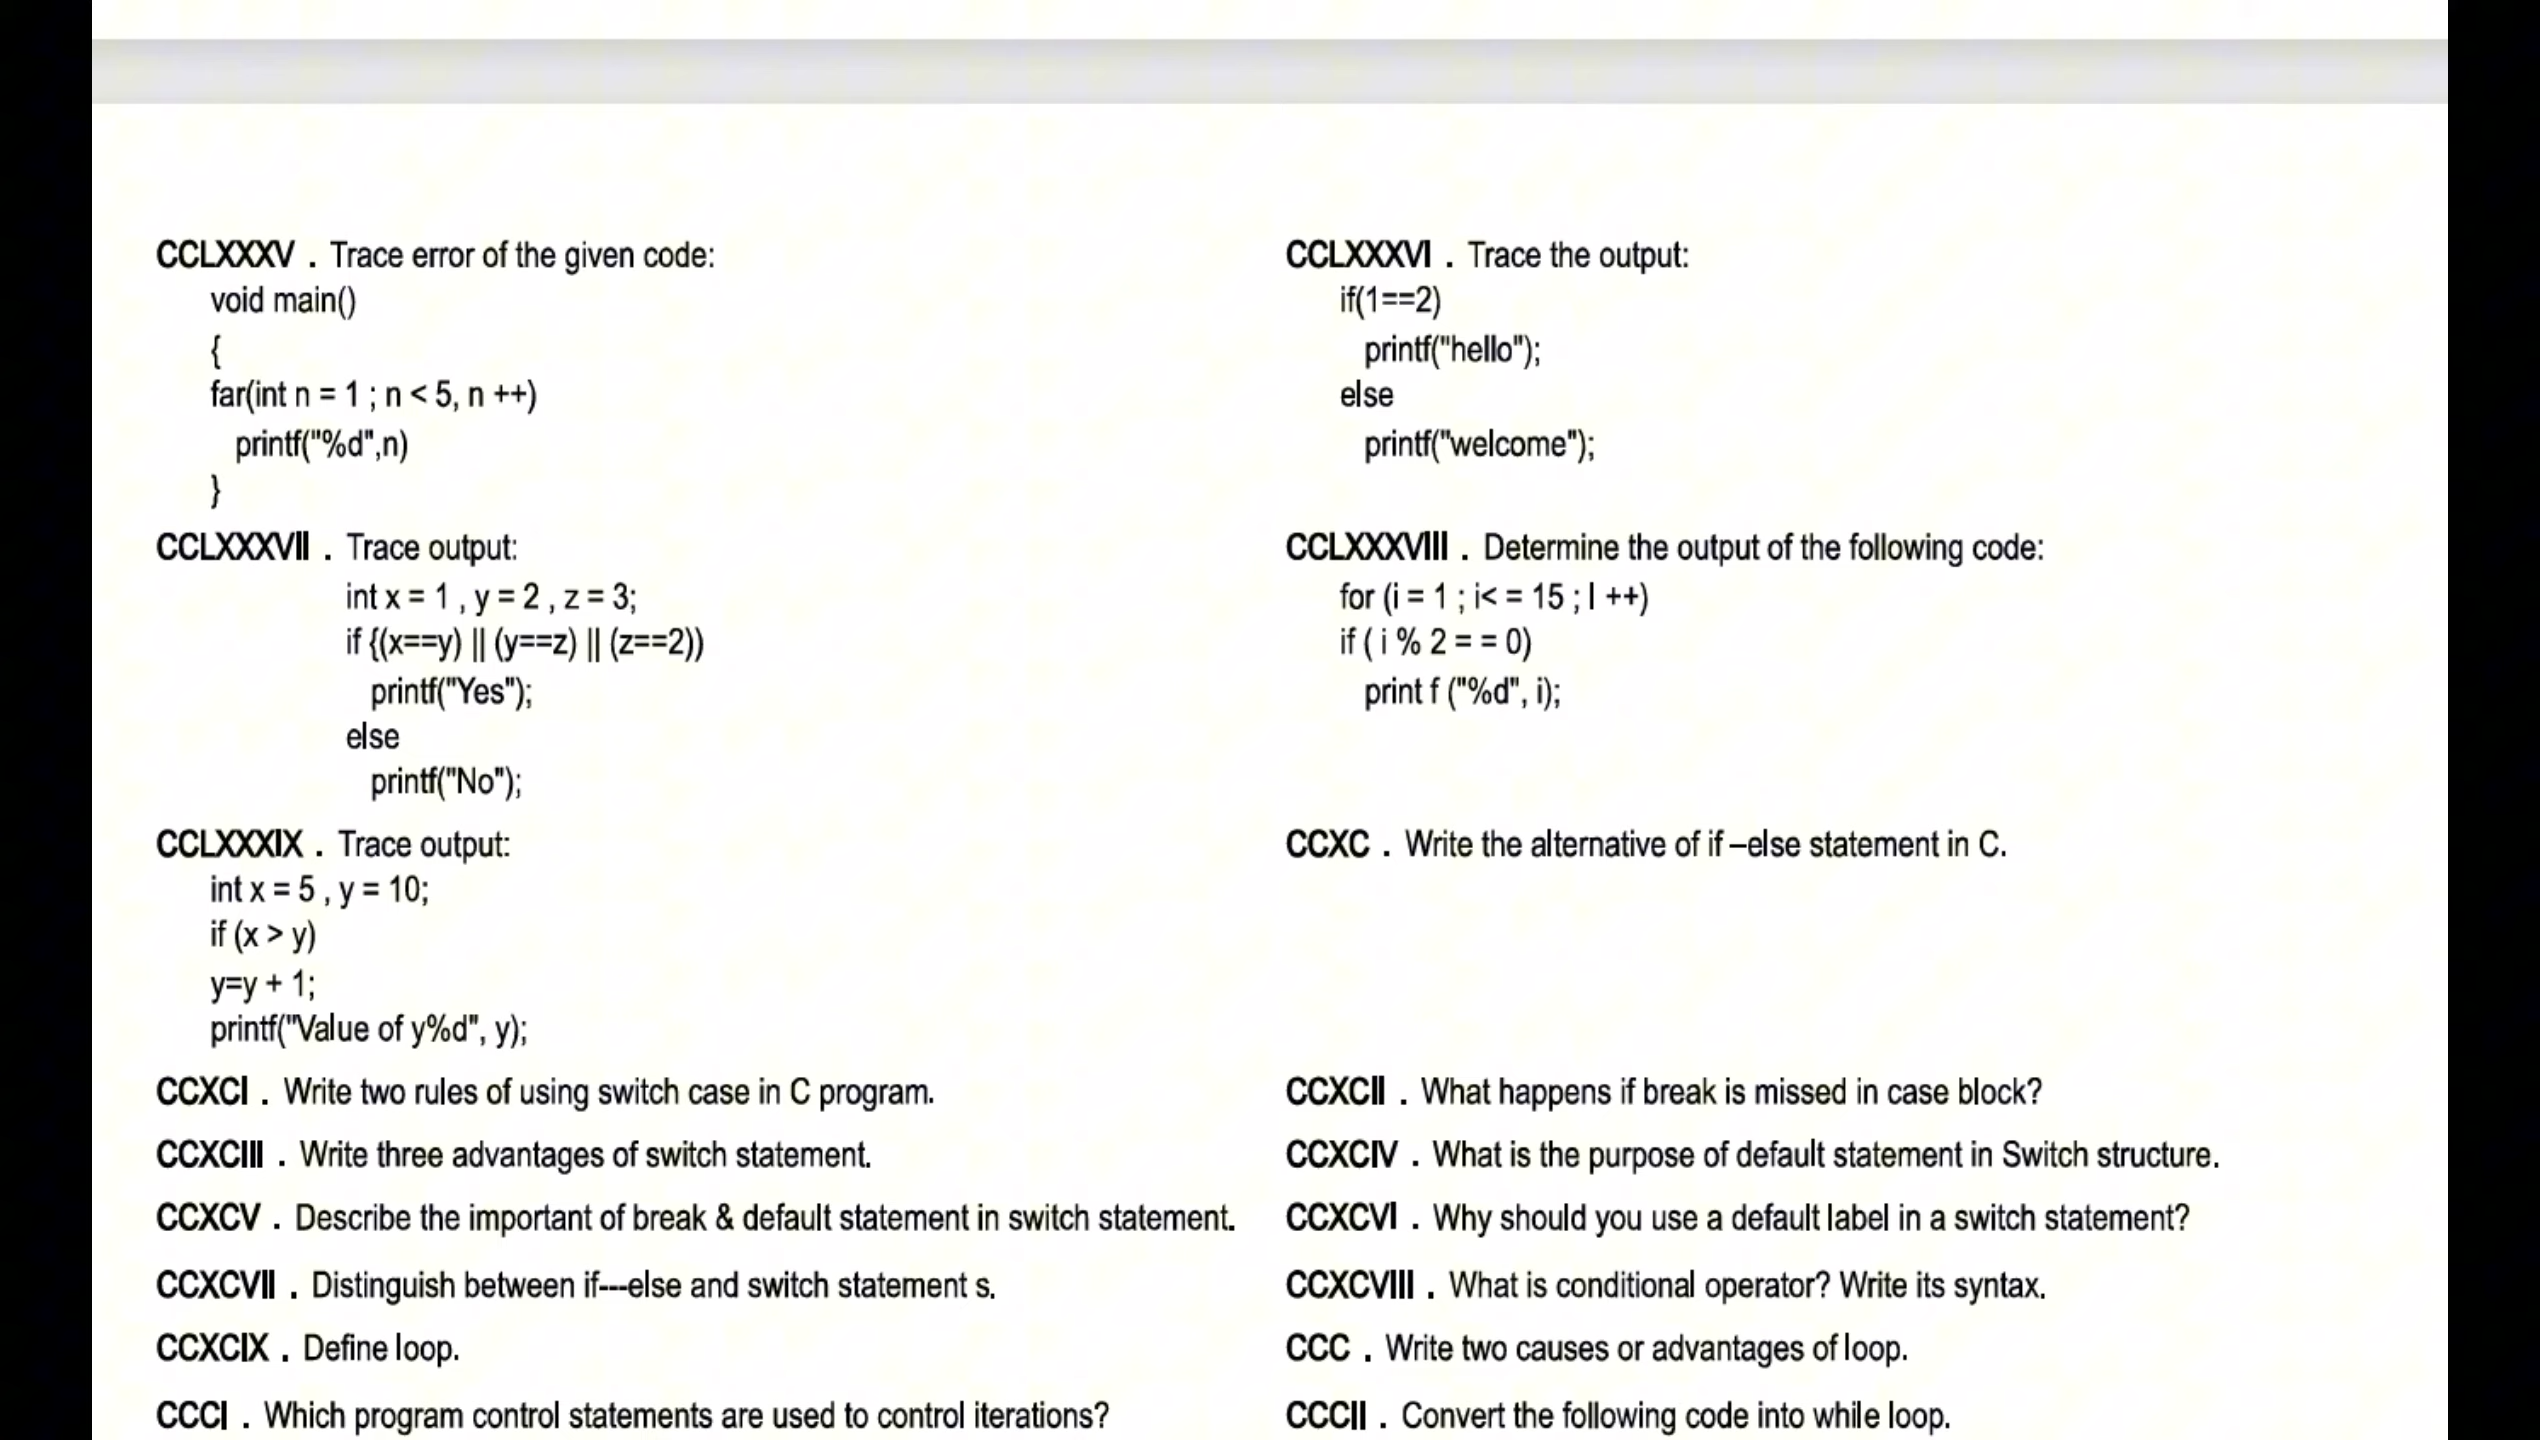 CCLXXXV . Trace error of the given code:
void main()
{
far(int n = 1 ; n < 5, n ++)
printf("%d",n)
}
CCLXXXVI . Trace the output:
if(1==2)
printf("hello");
else
printf("welcome");
CCLXXXVII . Trace output:
int x = 1 , y = 2 , z = 3;
if {(x==y) || (y==z) || (z==2))
printf("Yes");
else
printf("No");
CCLXXXVIII . Determine the output of the following code:
for (i = 1 ; i< = 15 ; I ++)
if ( i % 2 = = 0)
print f ("%d", i);
CCLXXXIX . Trace output:
int x = 5 , y = 10;
if (x > y)
y=y + 1;
printf("Value of y%d", y);
CCXC . Write the alternative of if –else statement in C.
CCXCI . Write two rules of using switch case in C program.
CCXCII . What happens if break is missed in case block?
CCXCIII . Write three advantages of switch statement.
CCXCIV . What is the purpose of default statement in Switch structure.
CCXCV . Describe the important of break & default statement in switch statement.
CCXCVI . Why should you use a default label in a switch statement?
CCXCVII . Distinguish between if---else and switch statement s.
CCXCVIII . What is conditional operator? Write its syntax.
CCXCIX . Define loop.
CCC . Write two causes or advantages of loop.
CCCI . Which program control statements are used to control iterations?
CCCII . Convert the following code into while loop.